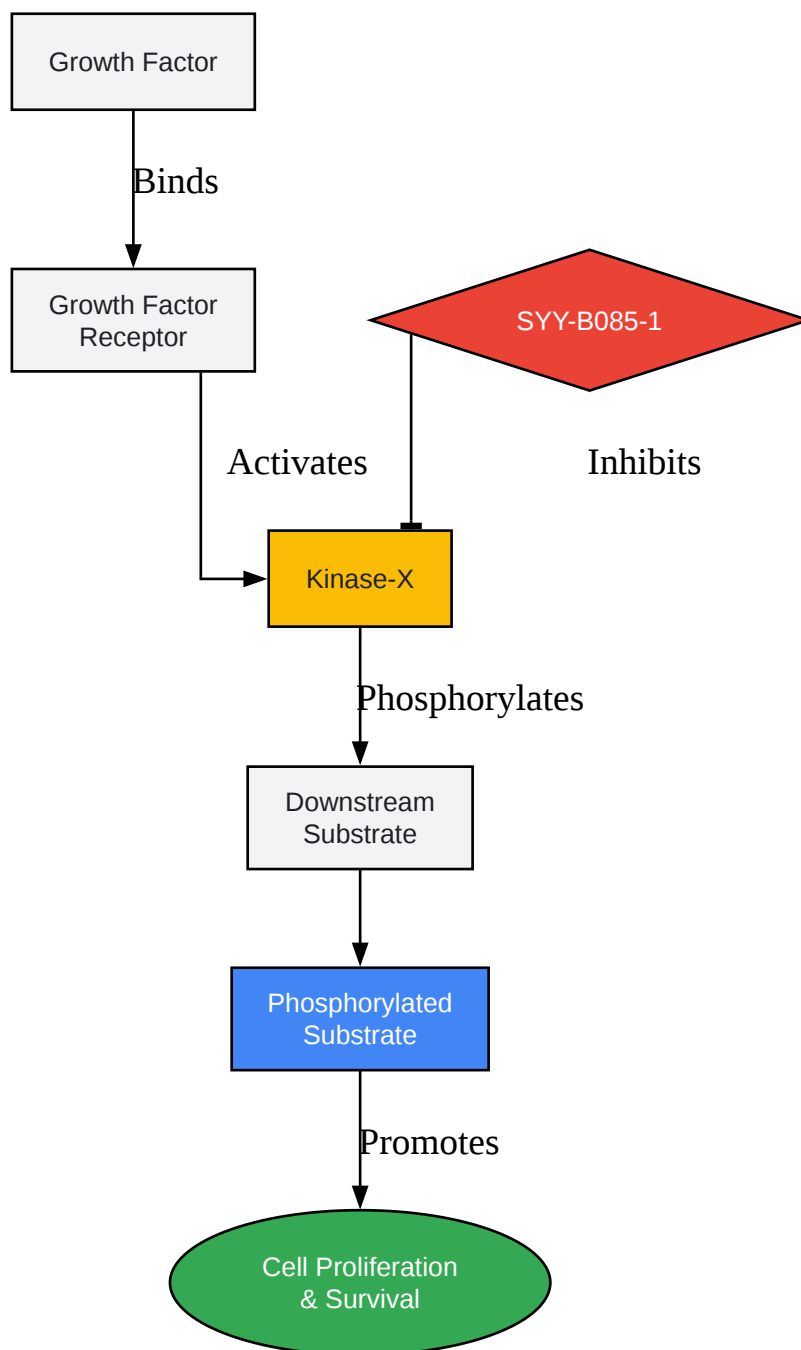 Growth Factor
Binds
Growth Factor
Receptor
SYY-B085-1
Activates
Inhibits
Kinase-X
Phosphorylates
Downstream
Substrate
Phosphorylated
Substrate
Promotes
Cell Proliferation
& Survival